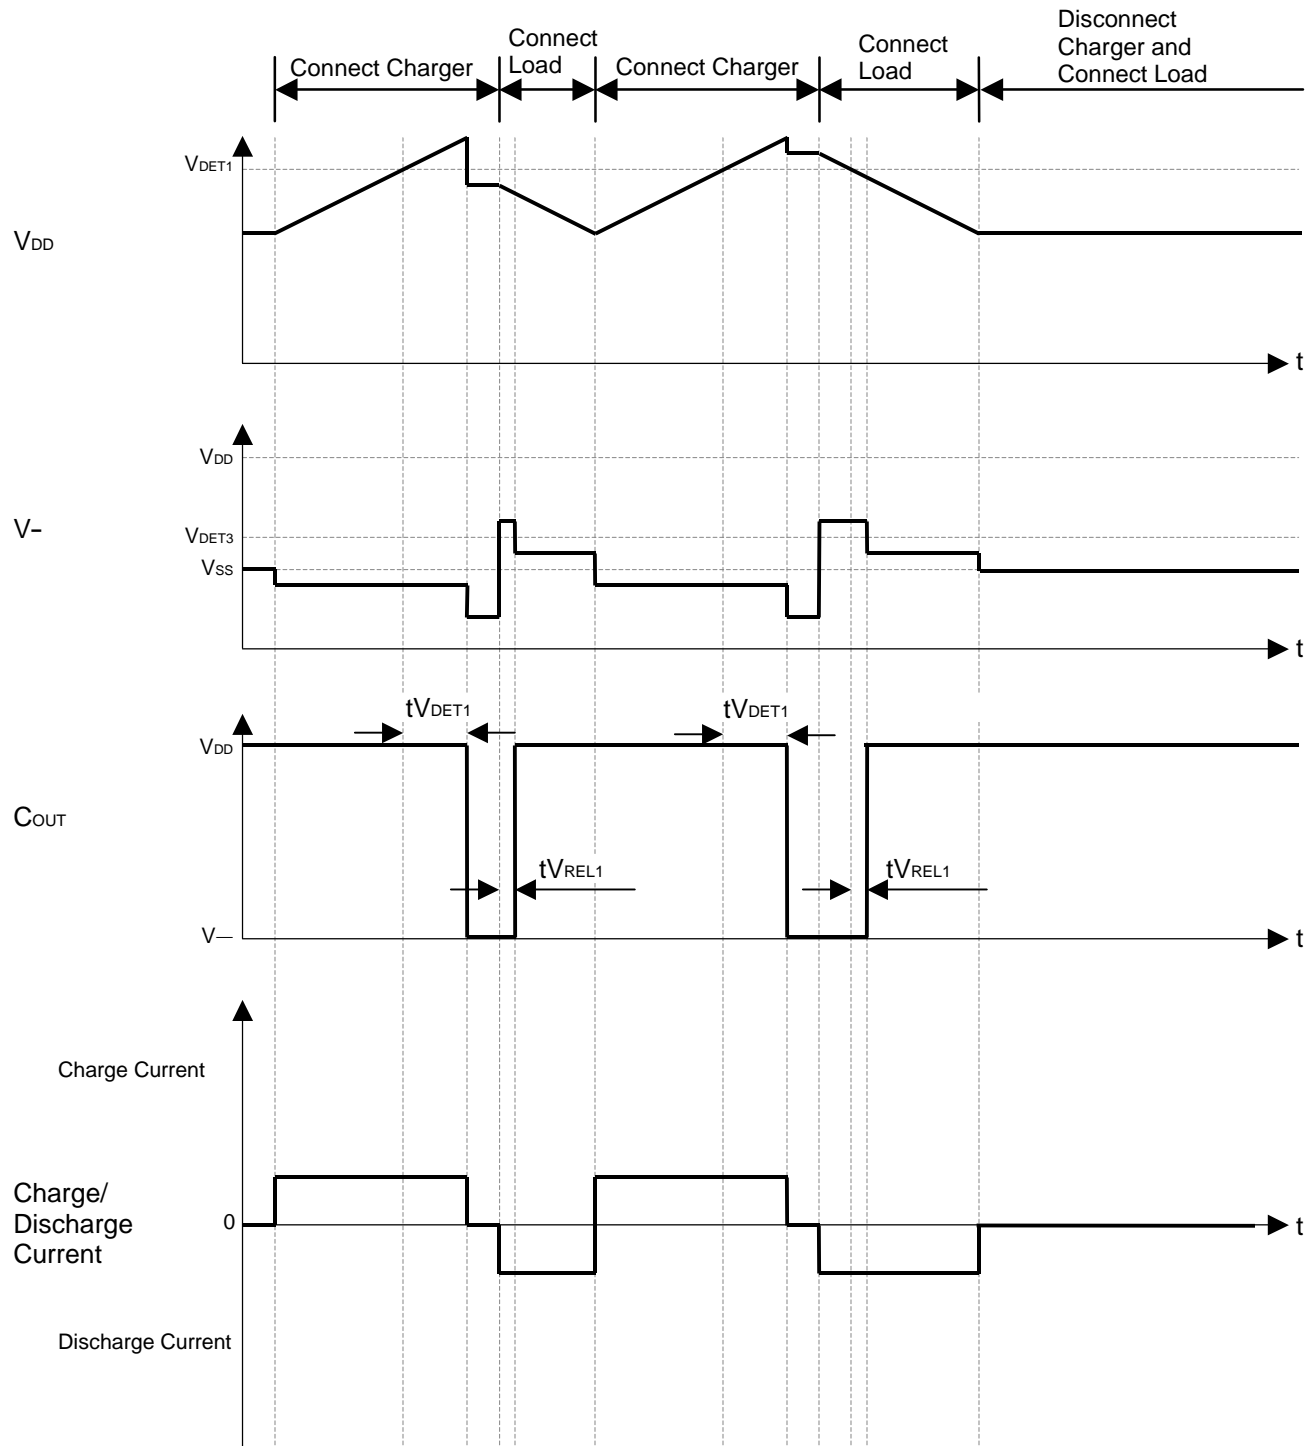 Connect Charger
Connect
Load
Connect Charger
Connect
Load
Disconnect
Charger and
Connect Load
VDET1
VDD
t
VDD
V-
VDET3
VSS
t
tVDET1
tVDET1
VDD
COUT
tVREL1
tVREL1
V—
t
Charge Current
Charge/
Discharge
Current
0
t
Discharge Current